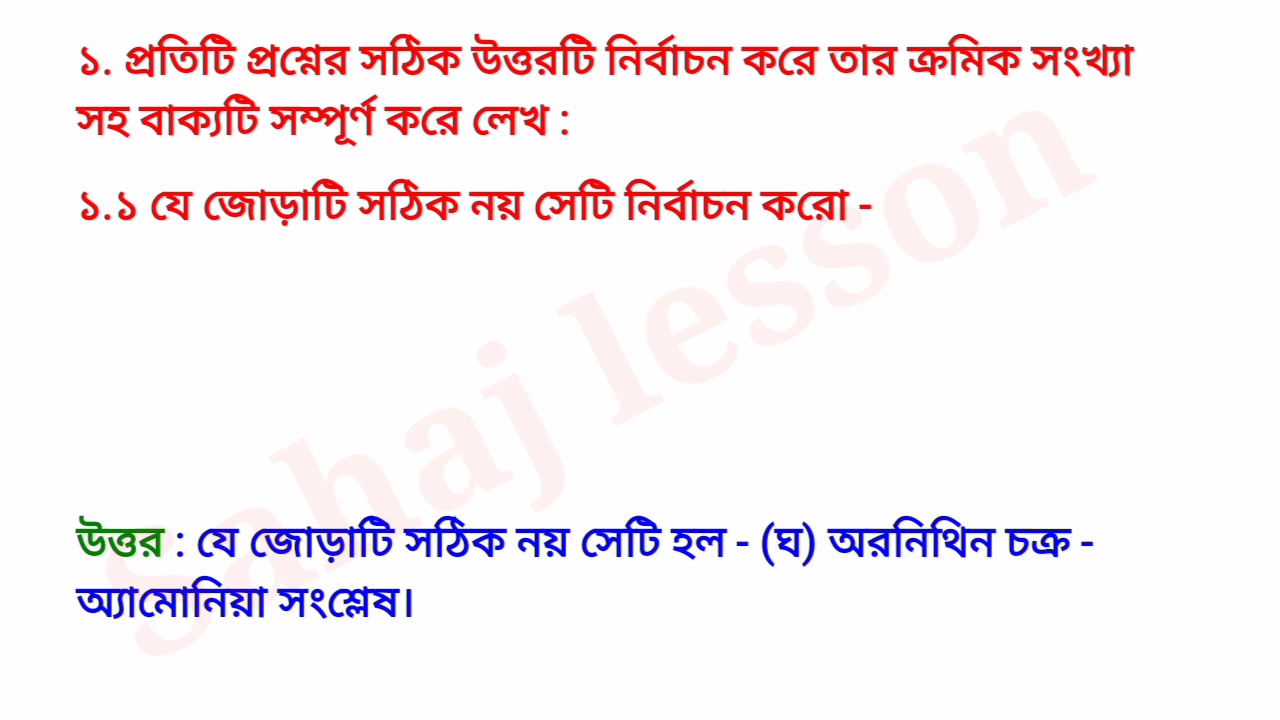 ১. প্রতিটি প্রশ্নের সঠিক উত্তরটি নির্বাচন করে তার ক্রমিক সংখ্যা
সহ বাক্যটি সম্পূর্ণ করে লেখ :
১.১ যে জোড়াটি সঠিক নয় সেটি নির্বাচন করো -
Sahaj lesson
উত্তর : যে জোড়াটি সঠিক নয় সেটি হল - (ঘ) অরনিথিন চক্র -
অ্যামোনিয়া সংশ্লেষ।